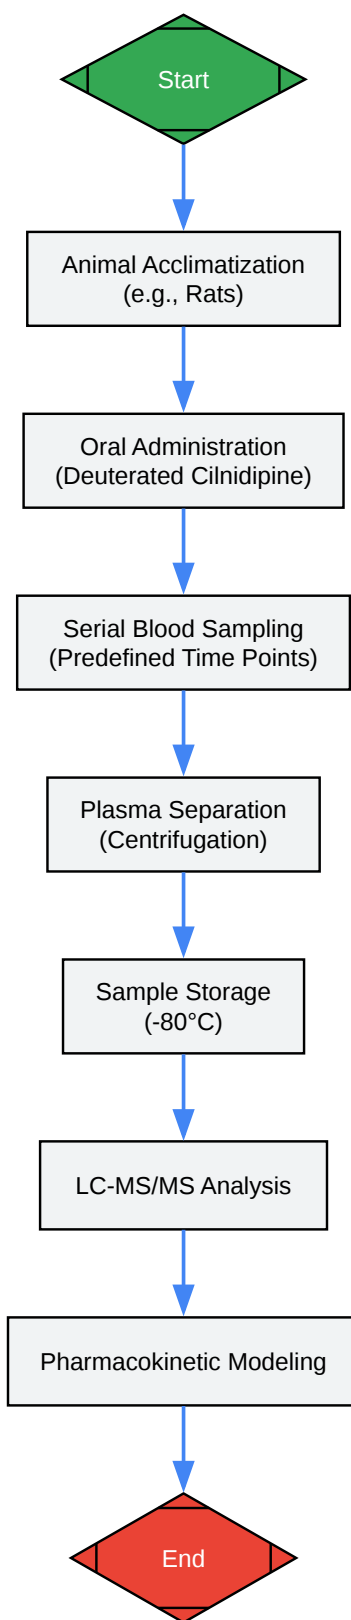 Start
Animal Acclimatization
(e.g., Rats)
Oral Administration
(Deuterated Cilnidipine)
Serial Blood Sampling
(Predefined Time Points)
Plasma Separation
(Centrifugation)
Sample Storage
(-80°C)
LC-MS/MS Analysis
Pharmacokinetic Modeling
End